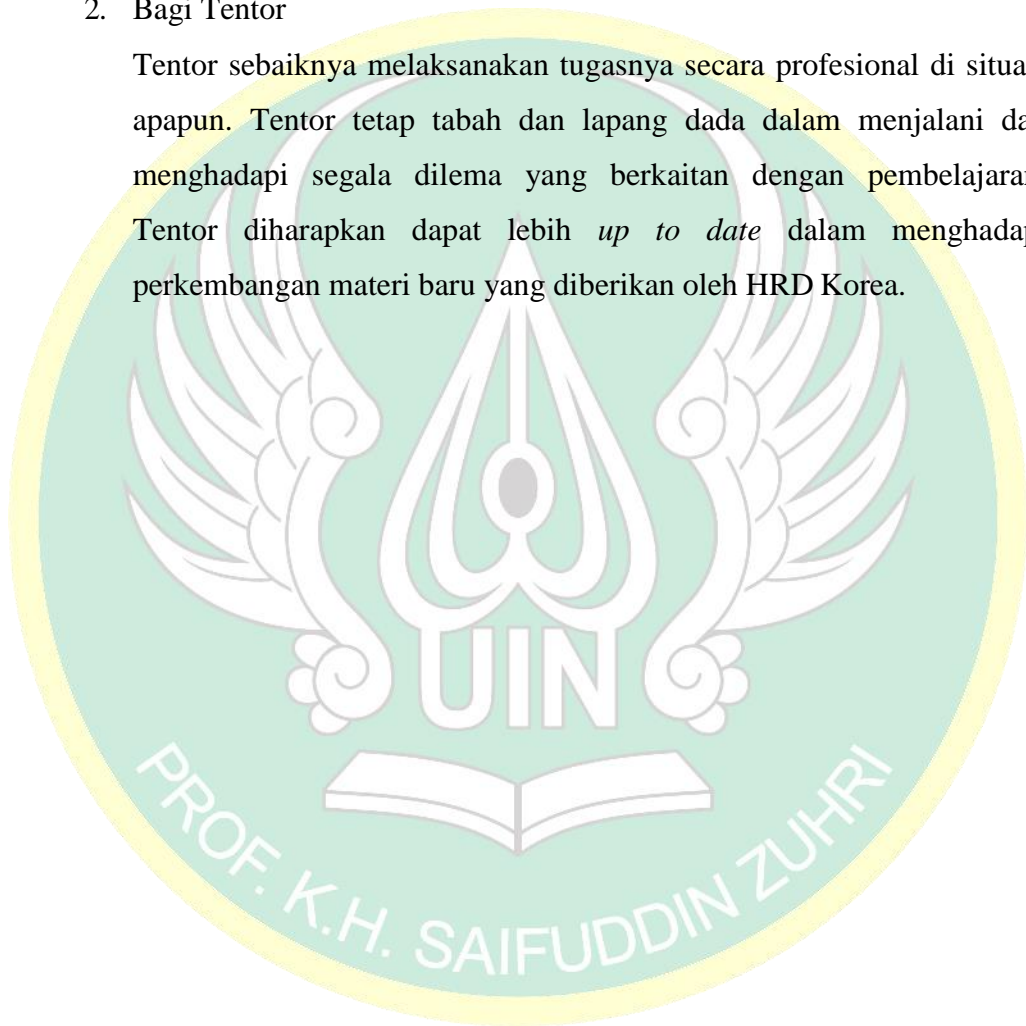 2. Bagi Tentor
Tentor sebaiknya melaksanakan tugasnya secara profesional di situa
apapun. Tentor tetap tabah dan lapang dada dalam menjalani da
menghadapi segala dilema yang berkaitan dengan pembelajaran
Tentor diharapkan dapat lebih up to date dalam menghadap
perkembangan materi baru yang diberikan oleh HRD Korea.
UIN
PROF. K.H. SAIFUDDIN ZUHRI